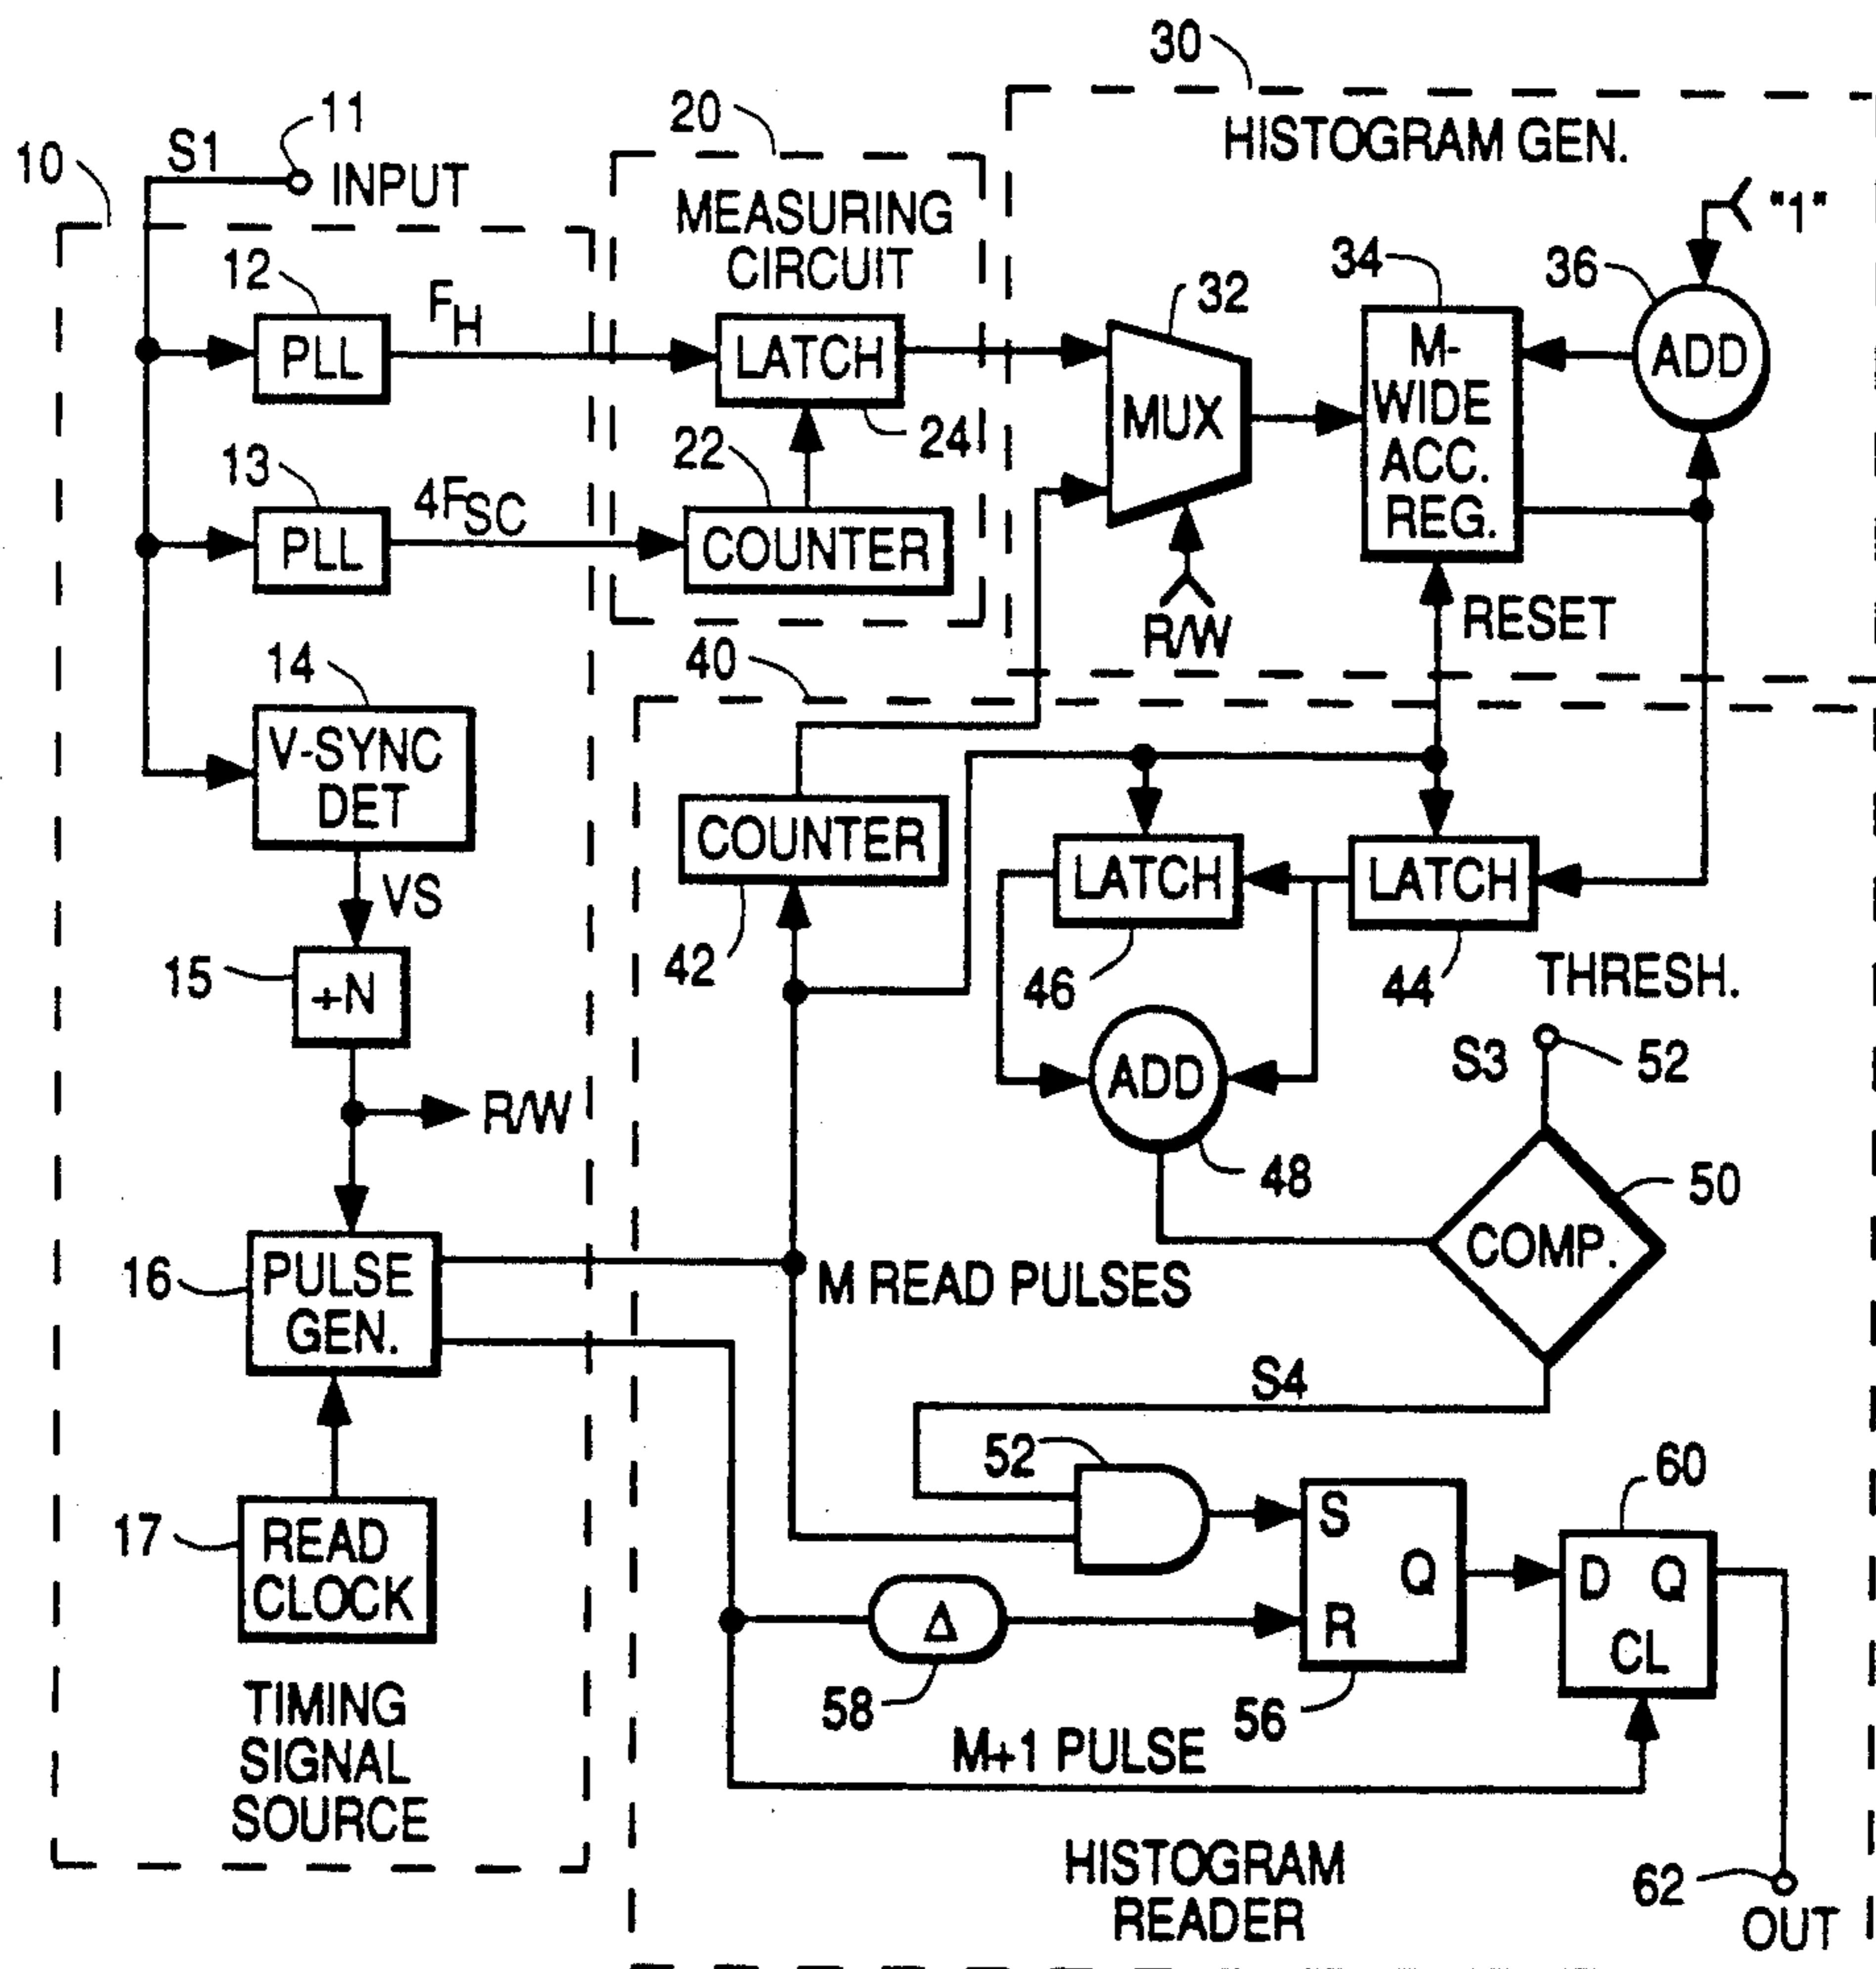 30
HISTOGRAM GEN.
20
11
S1
10
INPUT
MEASURING
CIRCUIT
"1"
12
FH
32
34
36
PLL
LATCH
MUX
M-
WIDE
ACC.
REG.
ADD
24
22
13
4FSC
PLL
COUNTER
R/W
RESET
14
40
V-SYNC
DET
COUNTER
LATCH
LATCH
VS
42
46
44
15
+N
THRESH.
S3
52
ADD
R/W
48
50
COMP.
16
PULSE
GEN.
M READ PULSES
S4
52
60
17
READ
CLOCK
S
Q
R
D Q
CL
Δ
58
56
M+1 PULSE
TIMING
SIGNAL
SOURCE
HISTOGRAM
READER
62
OUT